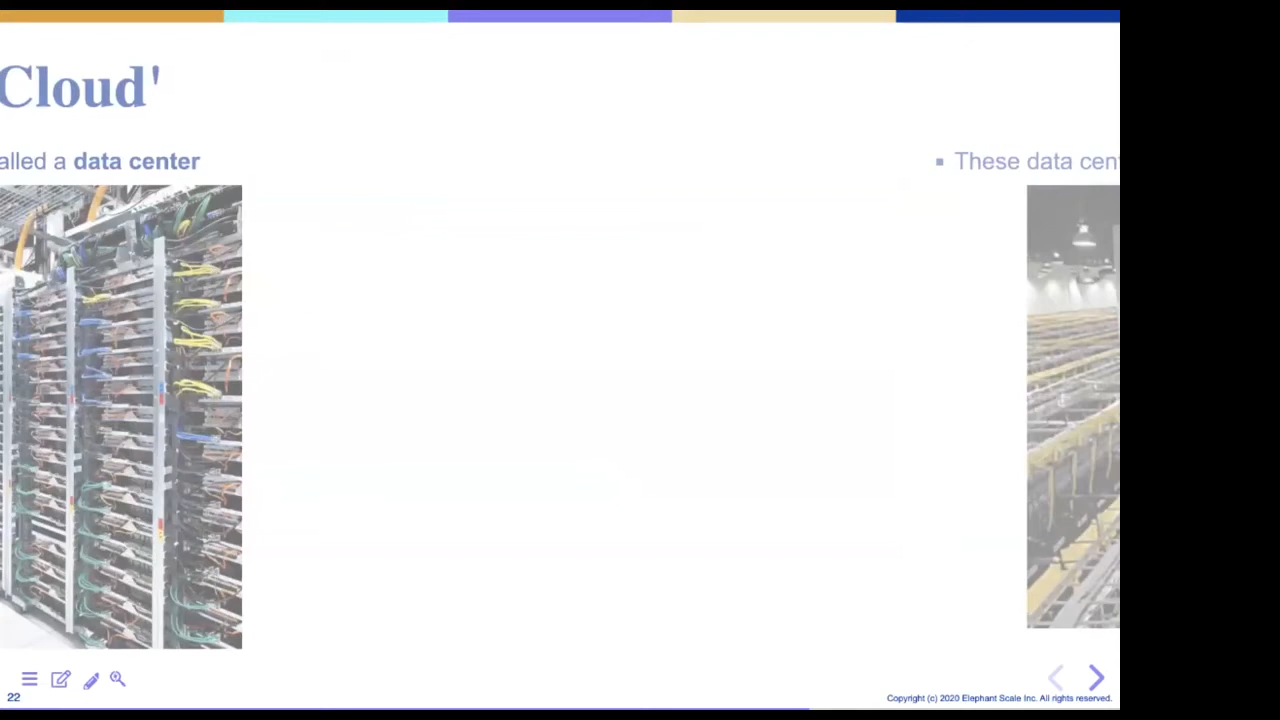 Cloud'
alled a data center
▪ These data cen
22
Copyright (c) 2020 Elephant Scale Inc. All rights reserved.